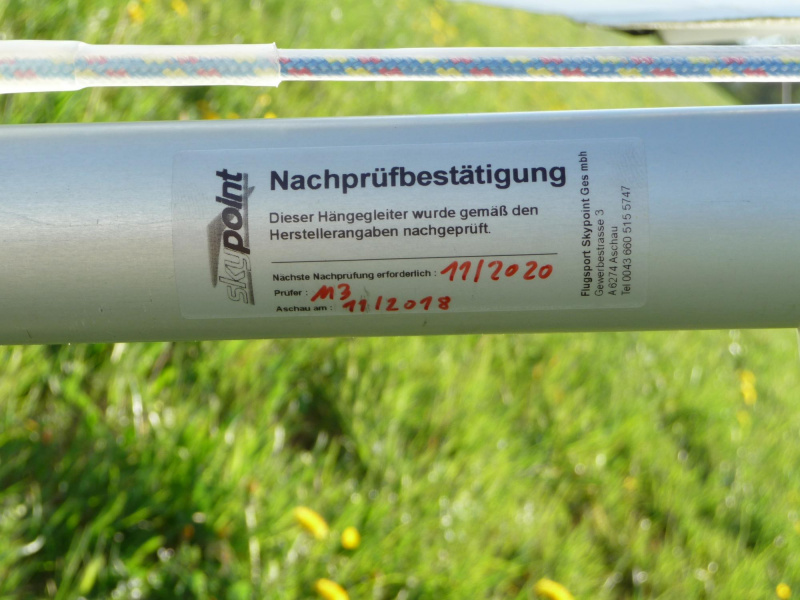 skypoint
Nachprüfbestätigung
Dieser Hängegleiter wurde gemäß den
Herstellerangaben nachgeprüft.
Nächste Nachprüfung erforderlich : 11/2020
Prüfer : M3
Aschau am : 11/2018
Flugsport Skypoint Ges mbh
Gewerbestrasse 3
A 6274 Aschau
Tel 0043 660 515 5747